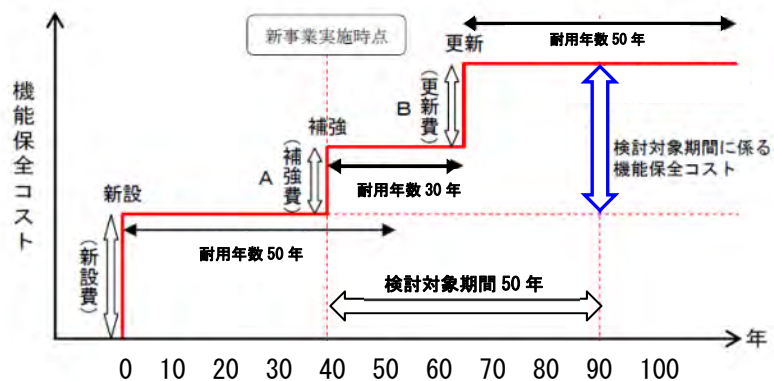 新事業実施時点
更新
耐用年数 50 年
機能保全コスト
B
(更新費)
補強
A
(補強費)
耐用年数 30 年
検討対象期間に係る
機能保全コスト
新設
(新設費)
耐用年数 50 年
検討対象期間 50 年
年
0 10 20 30 40 50 60 70 80 90 100